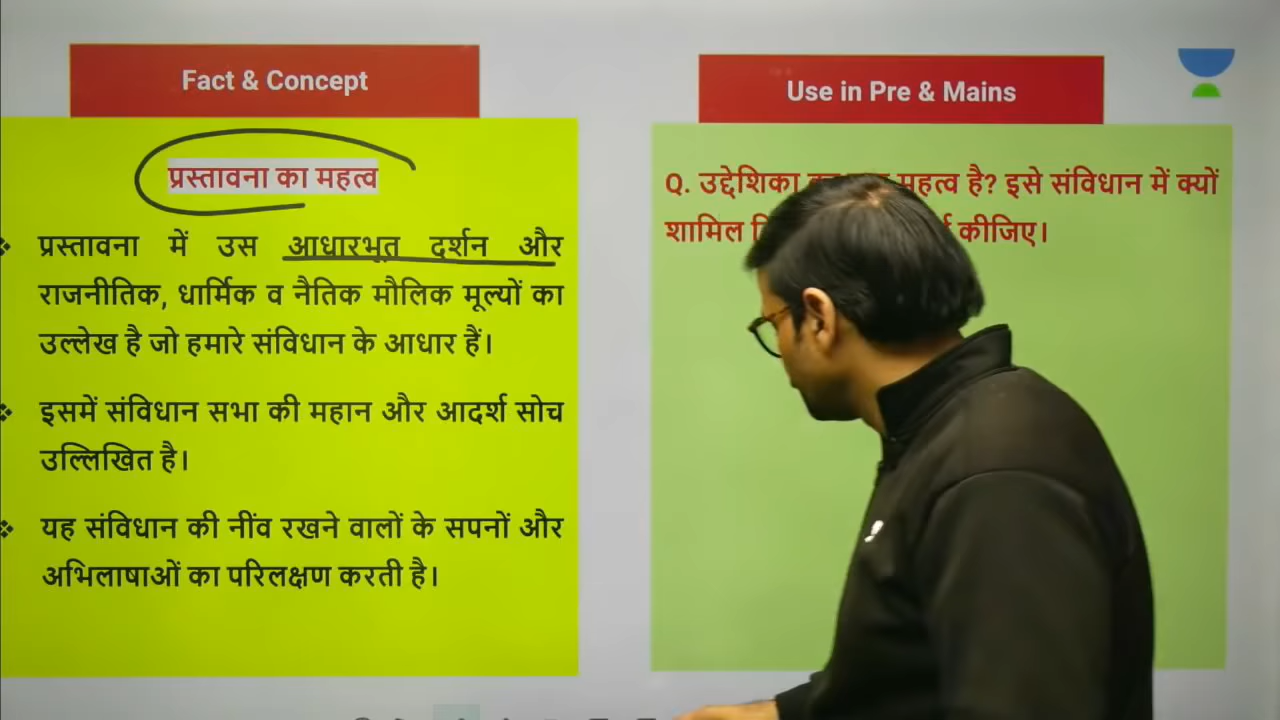 Fact & Concept
प्रस्तावना का महत्व
प्रस्तावना में उस आधारभूत दर्शन और
राजनीतिक, धार्मिक व नैतिक मौलिक मूल्यों का
उल्लेख है जो हमारे संविधान के आधार हैं।
इसमें संविधान सभा की महान और आदर्श सोच
उल्लिखित है।
यह संविधान की नींव रखने वालों के सपनों और
अभिलाषाओं का परिलक्षण करती है।
Use in Pre & Mains
Q. उद्देशिका महत्व है? इसे संविधान में क्यों
शामिल कीजिए।